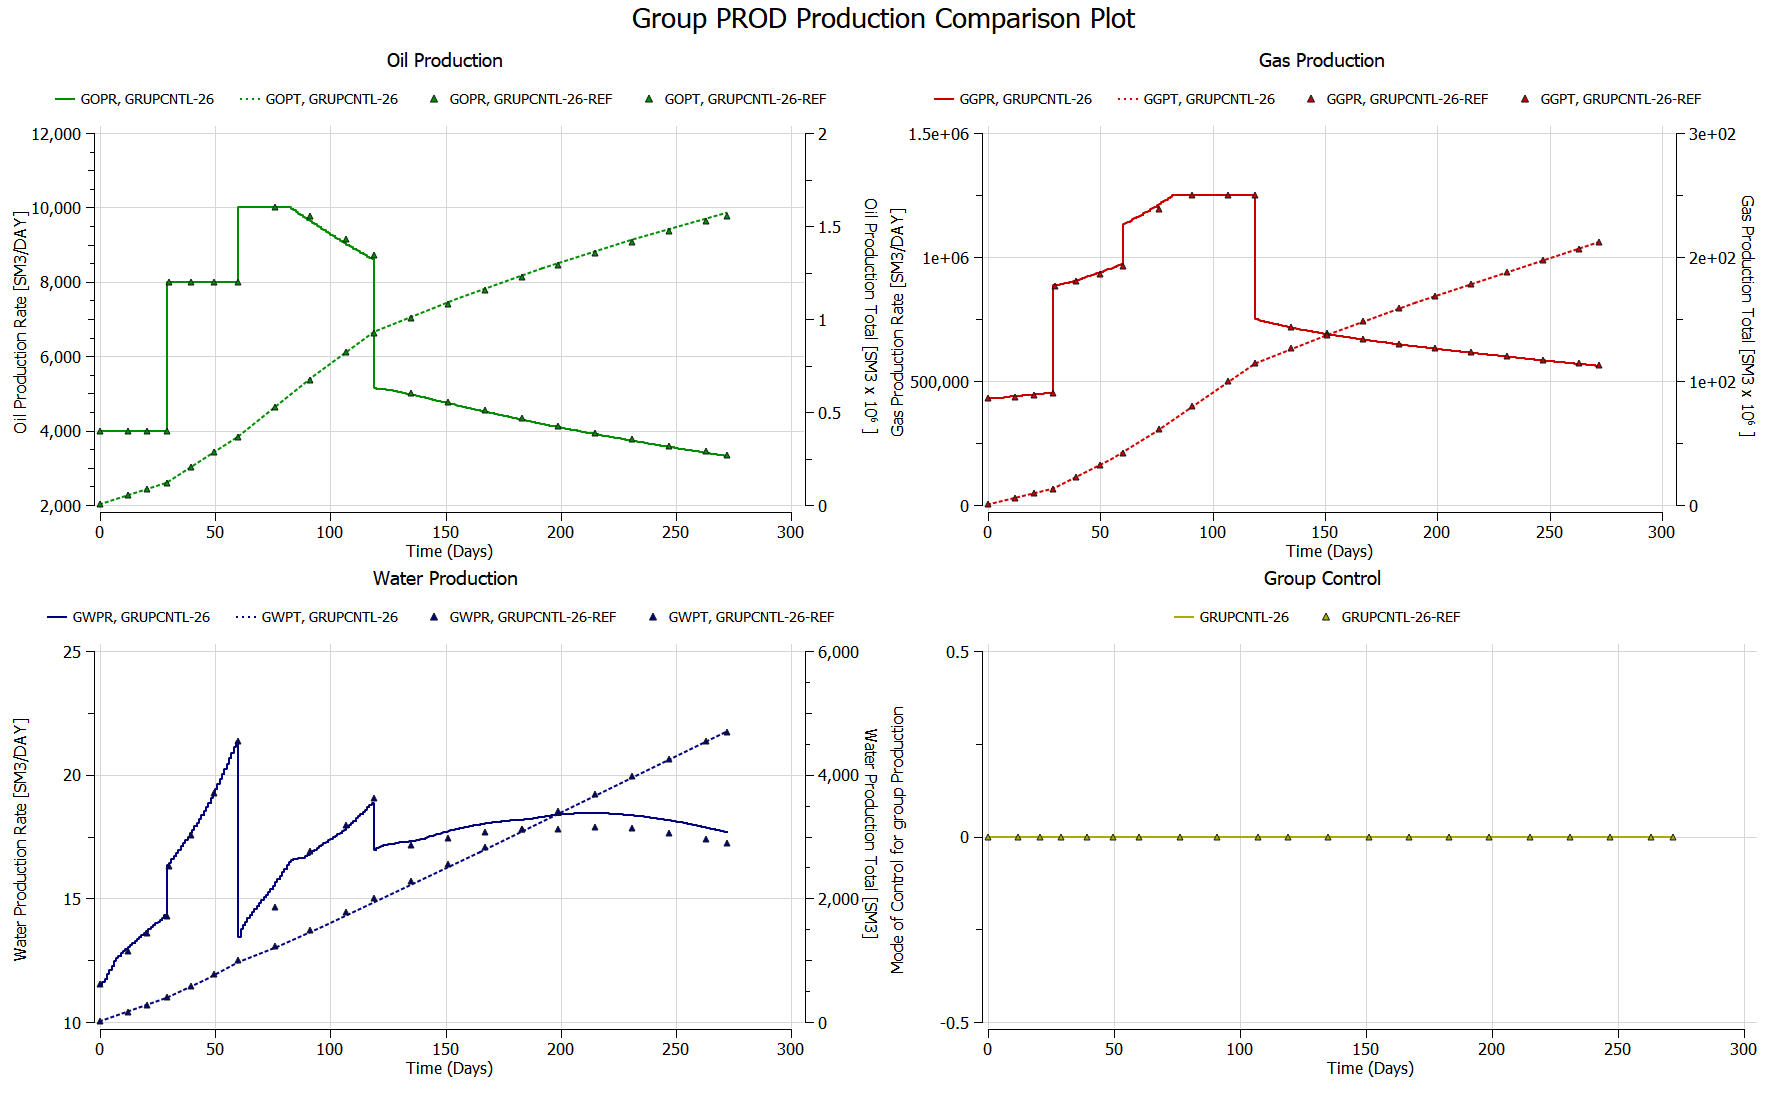 Group PROD Production Comparison Plot
Oil Production
GOPR, GRUPCNTL-26 GOPT, GRUPCNTL-26 GOPR, GRUPCNTL-26-REF GOPT, GRUPCNTL-26-REF
12,000
10,000
8,000
6,000
4,000
2,000
Oil Production Rate [SM3/DAY]
2
1.5
1
0.5
0
Oil Production Total [SM3 x 10⁶ ]
0 50 100 150 200 250 300
Time (Days)
Gas Production
GGPR, GRUPCNTL-26 GGPT, GRUPCNTL-26 GGPR, GRUPCNTL-26-REF GGPT, GRUPCNTL-26-REF
1.5e+06
1e+06
500,000
0
Gas Production Rate [SM3/DAY]
3e+02
2e+02
1e+02
0
Gas Production Total [SM3 x 10⁶ ]
0 50 100 150 200 250 300
Time (Days)
Water Production
GWPR, GRUPCNTL-26 GWPT, GRUPCNTL-26 GWPR, GRUPCNTL-26-REF GWPT, GRUPCNTL-26-REF
25
20
15
10
Water Production Rate [SM3/DAY]
6,000
4,000
2,000
0
Water Production Total [SM3]
0 50 100 150 200 250 300
Time (Days)
Group Control
GRUPCNTL-26 GRUPCNTL-26-REF
0.5
0
-0.5
Mode of Control for group Production
0 50 100 150 200 250 300
Time (Days)